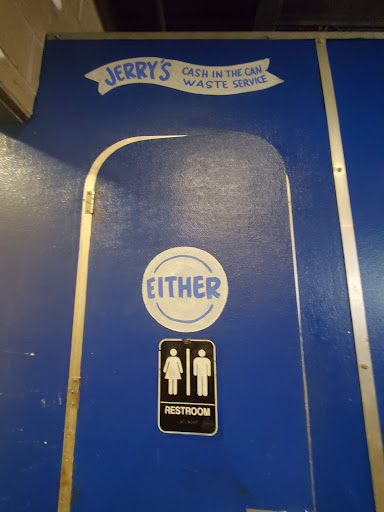 JERRY'S CASH IN THE CAN
WASTE SERVICE
EITHER
RESTROOM